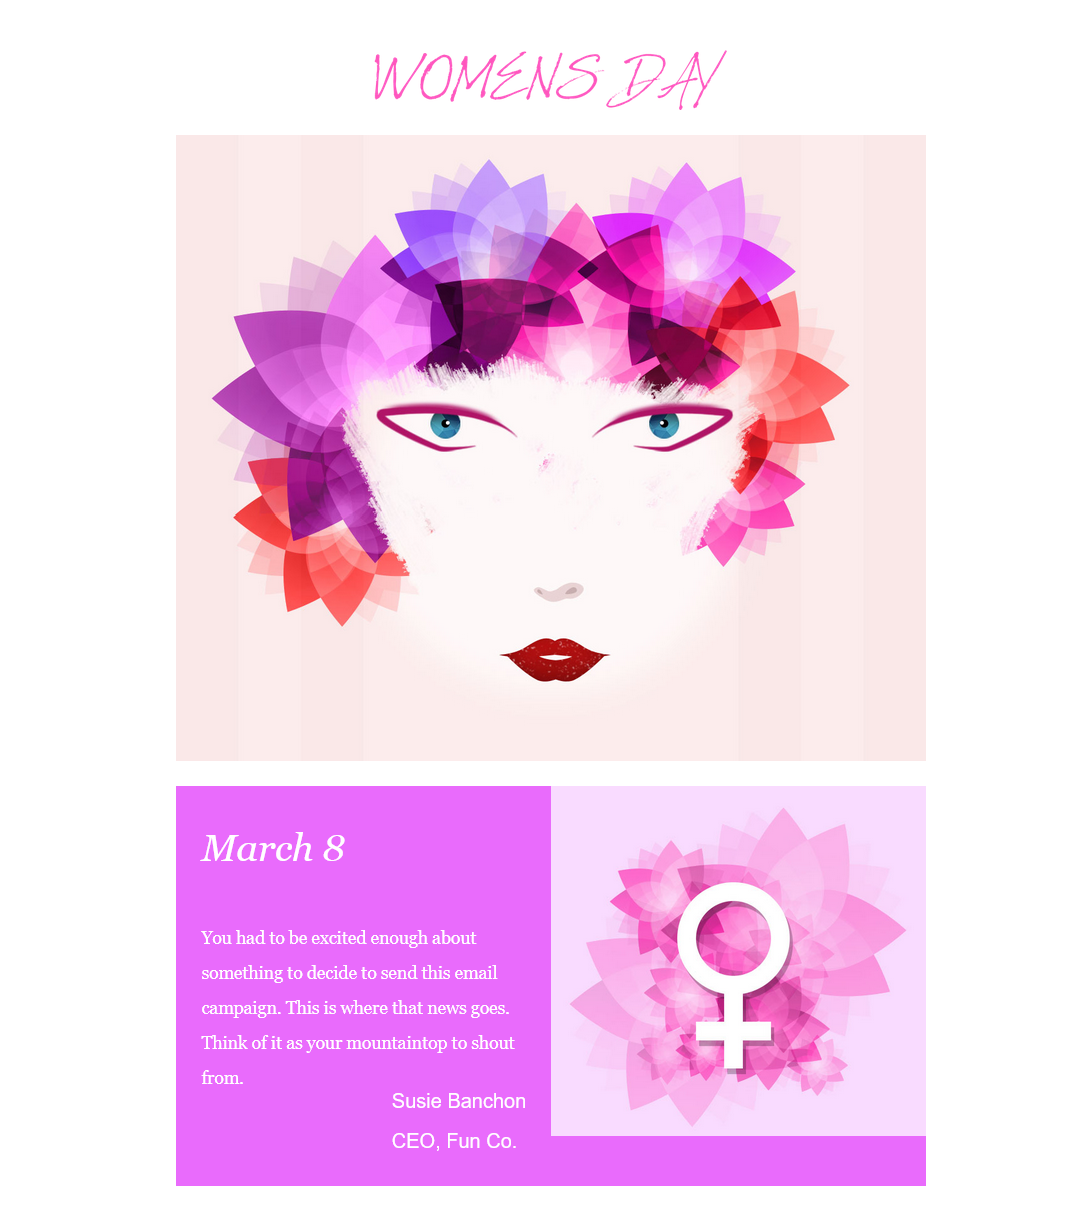 WOMENS DAY
March 8
You had to be excited enough about
something to decide to send this email
campaign. This is where that news goes.
Think of it as your mountaintop to shout
from.
Susie Banchon
CEO, Fun Co.